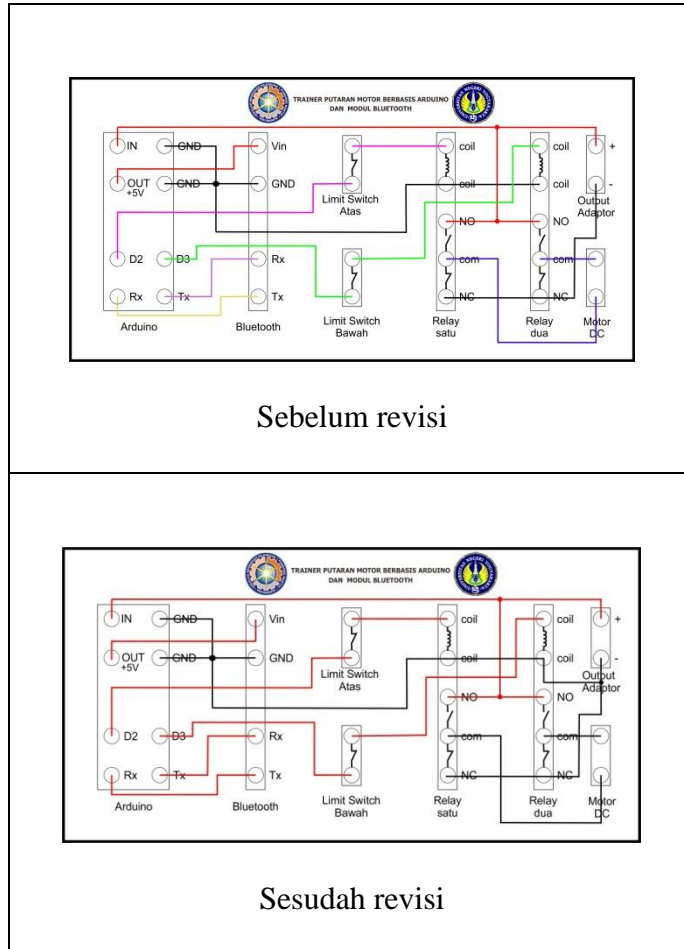 TRAINER PUTARAN MOTOR BERBASIS ARDUINO
DAN MODUL BLUETOOTH
IN GND Vin coil coil +
OUT GND GND coil coil -
+5V
Limit Switch
Atas
Output
Adaptor
NO NO
D2 D3 Rx com com
Rx Tx Tx NC NC
Arduino Bluetooth
Limit Switch
Bawah
Relay
satu
Relay
dua
Motor
DC
Sebelum revisi
TRAINER PUTARAN MOTOR BERBASIS ARDUINO
DAN MODUL BLUETOOTH
IN GND Vin coil coil +
OUT GND GND coil coil -
+5V
Limit Switch
Atas
Output
Adaptor
NO NO
D2 D3 Rx com com
Rx Tx Tx NC NC
Arduino Bluetooth
Limit Switch
Bawah
Relay
satu
Relay
dua
Motor
DC
Sesudah revisi